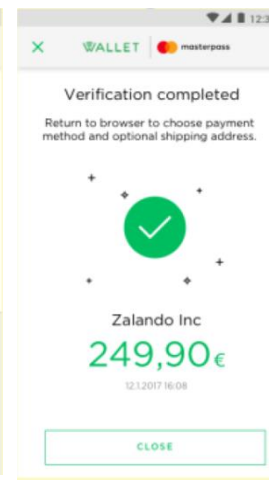 12:3
WALLET masterpass
Verification completed
Return to browser to choose payment
method and optional shipping address.
Zalando Inc
249,90€
12.1.2017 16:08
CLOSE